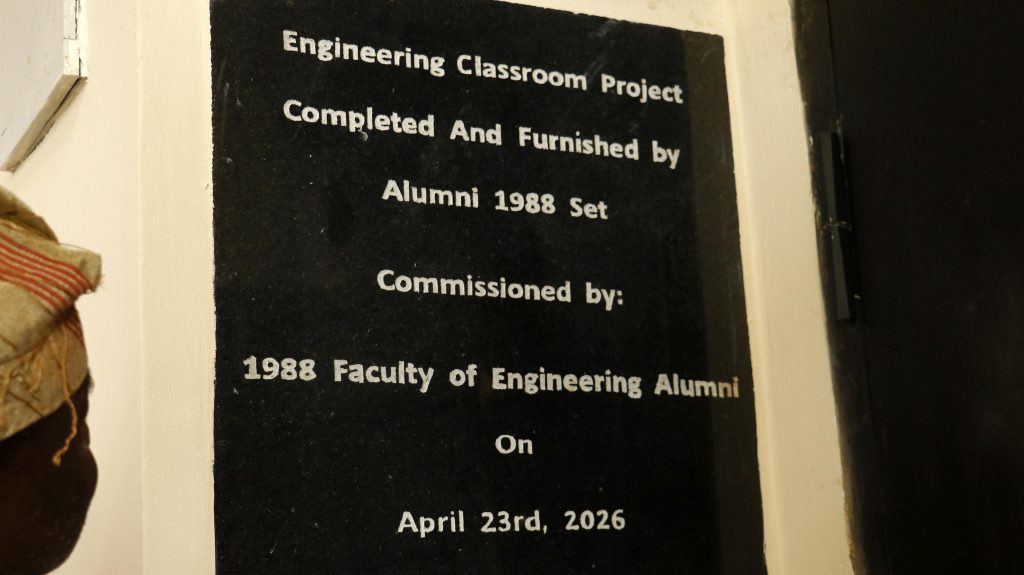 Engineering Classroom Project
Completed And Furnished by
Alumni 1988 Set
Commissioned by:
1988 Faculty of Engineering Alumni
On
April 23rd, 2026